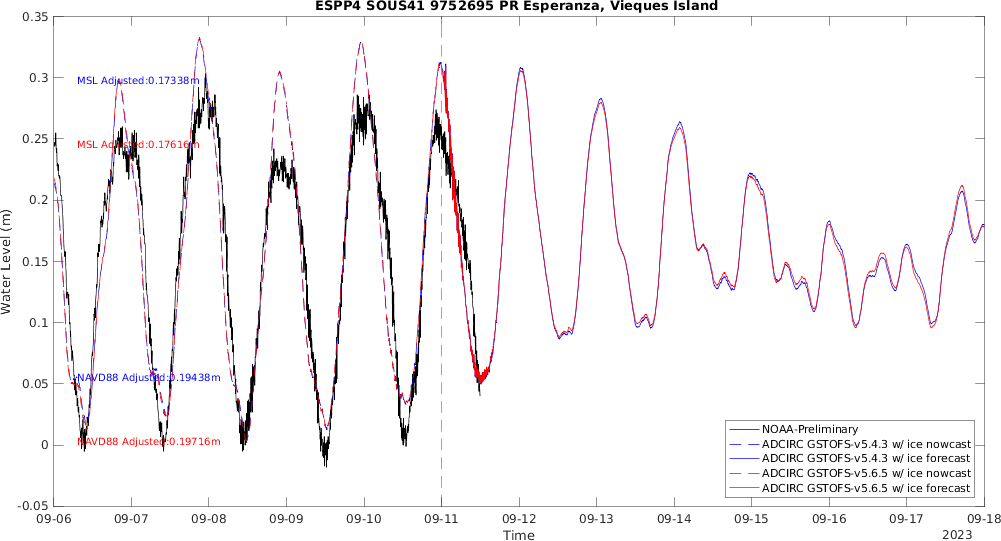 ESPP4 SOUS41 9752695 PR Esperanza, Vieques Island
0.35
0.3
0.25
0.2
0.15
0.1
0.05
0
-0.05
Water Level (m)
MSL Adjusted:0.17338m
MSL Adjusted:0.17616m
NAVD88 Adjusted:0.19438m
NAVD88 Adjusted:0.19716m
NOAA-Preliminary
ADCIRC GSTOFS-v5.4.3 w/ ice nowcast
ADCIRC GSTOFS-v5.4.3 w/ ice forecast
ADCIRC GSTOFS-v5.6.5 w/ ice nowcast
ADCIRC GSTOFS-v5.6.5 w/ ice forecast
09-06 09-07 09-08 09-09 09-10 09-11 09-12 09-13 09-14 09-15 09-16 09-17 09-18
Time
2023